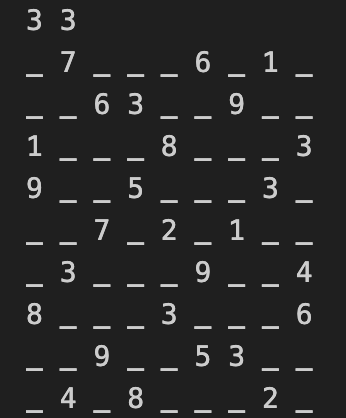 3 3
_ 7 _ _ _ 6 _ 1 _
_ _ 6 3 _ _ 9 _ _
1 _ _ _ 8 _ _ _ 3
9 _ _ 5 _ _ _ 3 _
_ _ 7 _ 2 _ 1 _ _
_ 3 _ _ _ 9 _ _ 4
8 _ _ _ 3 _ _ _ 6
_ _ 9 _ _ 5 3 _ _
_ 4 _ 8 _ _ _ 2 _